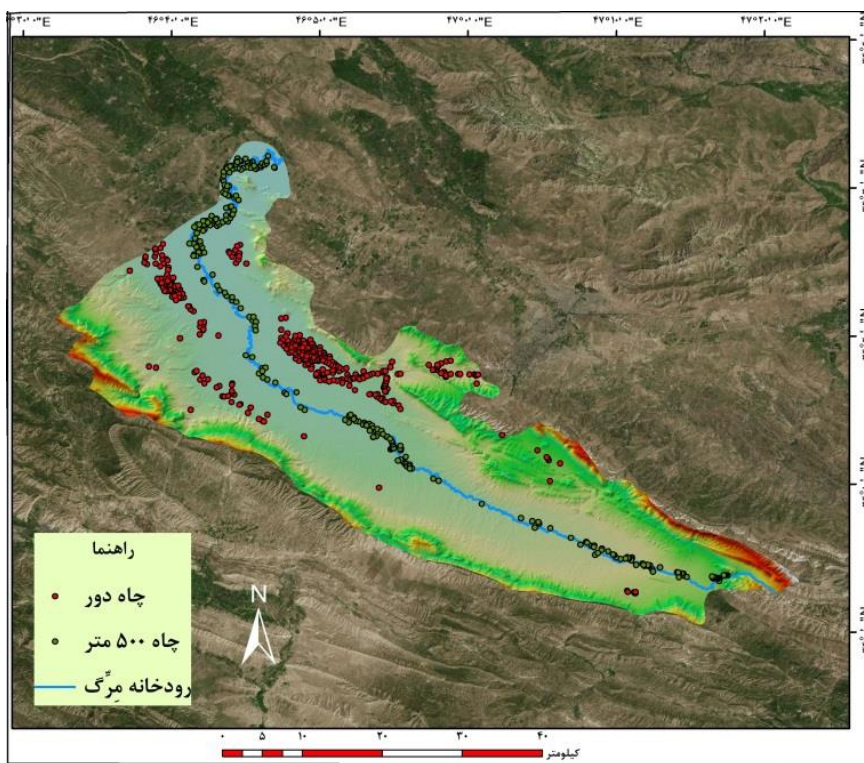 ۴۶°۴۰'۰"E
۴۶°۵۰'۰"E
۴۷°۰'۰"E
۴۷°۱۰'۰"E
۴۷°۲۰'۰"E
راهنما
چاه دور
چاه ۵۰۰ متر
رودخانه مِرِّگ
N
۰ ۵ ۱۰ ۲۰ ۳۰ ۴۰
کیلومتر